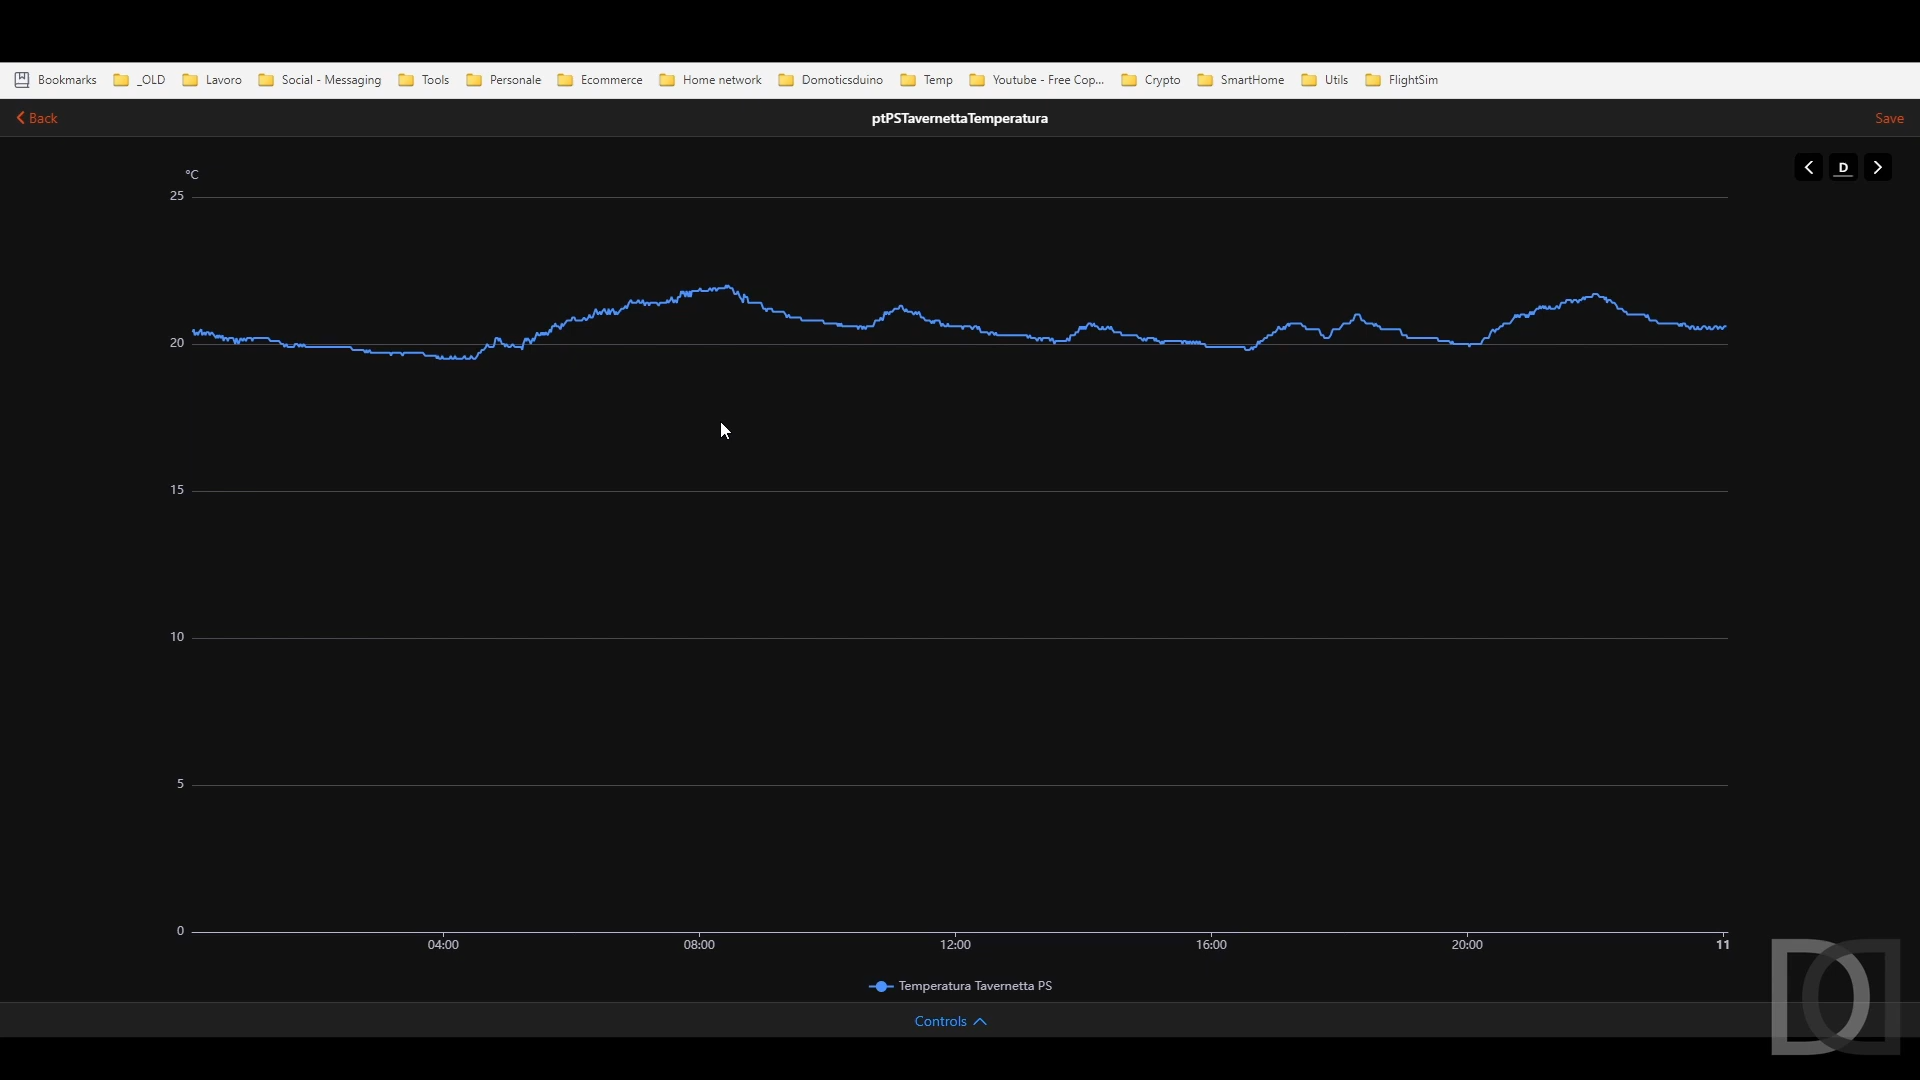 Bookmarks _OLD Lavoro Social - Messaging Tools Personale Ecommerce Home network Domoticsduino Temp Youtube - Free Cop... Crypto SmartHome Utils FlightSim
Back ptPSTavernettaTemperatura Save
D
°C
25
20
15
10
5
0
04:00 08:00 12:00 16:00 20:00 11
Temperatura Tavernetta PS
Controls
DD